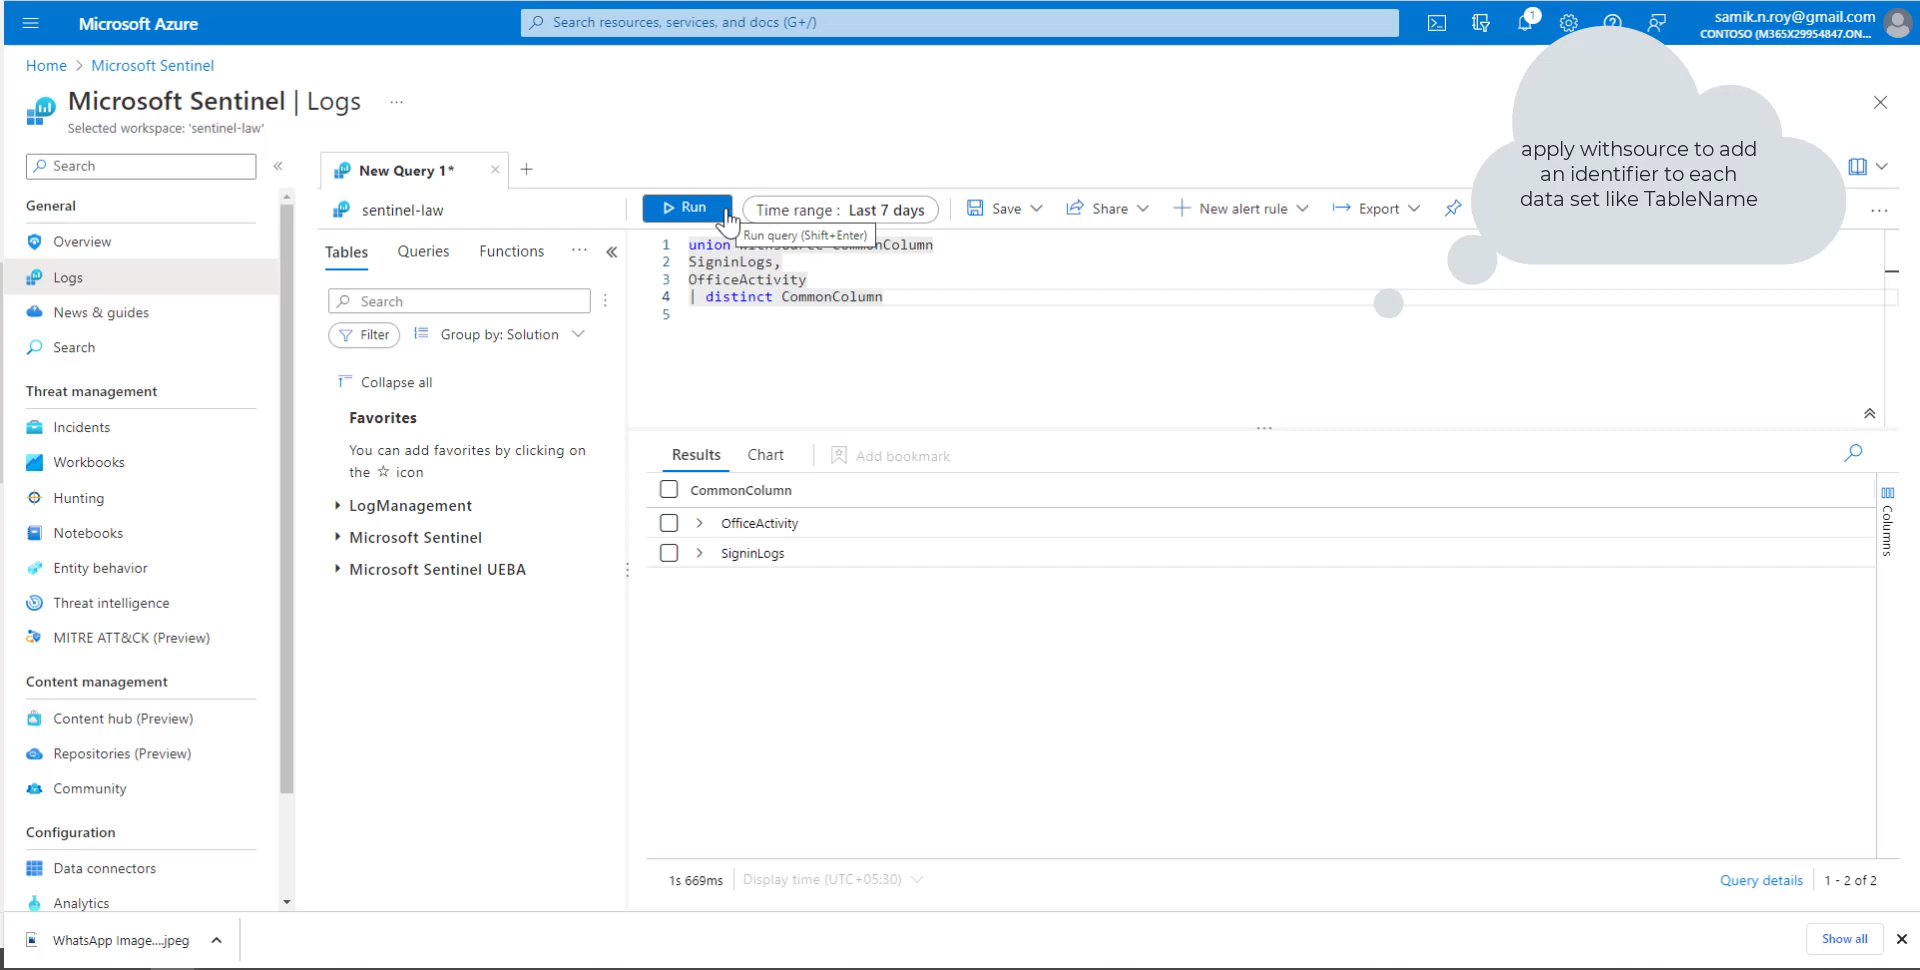 Microsoft Azure
Search resources, services, and docs (G+/)
1
samik.n.roy@gmail.com
CONTOSO (M365X29954847.ON...
Home > Microsoft Sentinel
Microsoft Sentinel | Logs ...
Selected workspace: 'sentinel-law'
apply withsource to add
an identifier to each
data set like TableName
Search
«
General
Overview
Logs
News & guides
Search
Threat management
Incidents
Workbooks
Hunting
Notebooks
Entity behavior
Threat intelligence
MITRE ATT&CK (Preview)
Content management
Content hub (Preview)
Repositories (Preview)
Community
Configuration
Data connectors
Analytics
New Query 1*
sentinel-law
Run
Time range : Last 7 days
Save
Share
New alert rule
Export
...
Run query (Shift+Enter)
Tables
Queries
Functions
...
«
Search
Filter
Group by: Solution
Collapse all
Favorites
You can add favorites by clicking on
the ☆ icon
LogManagement
Microsoft Sentinel
Microsoft Sentinel UEBA
1 union withsource CommonColumn
2 SigninLogs,
3 OfficeActivity
4 | distinct CommonColumn
5
Results
Chart
Add bookmark
CommonColumn
OfficeActivity
SigninLogs
Columns
1s 669ms
Display time (UTC+05:30)
Query details
1 - 2 of 2
WhatsApp Image....jpeg
Show all